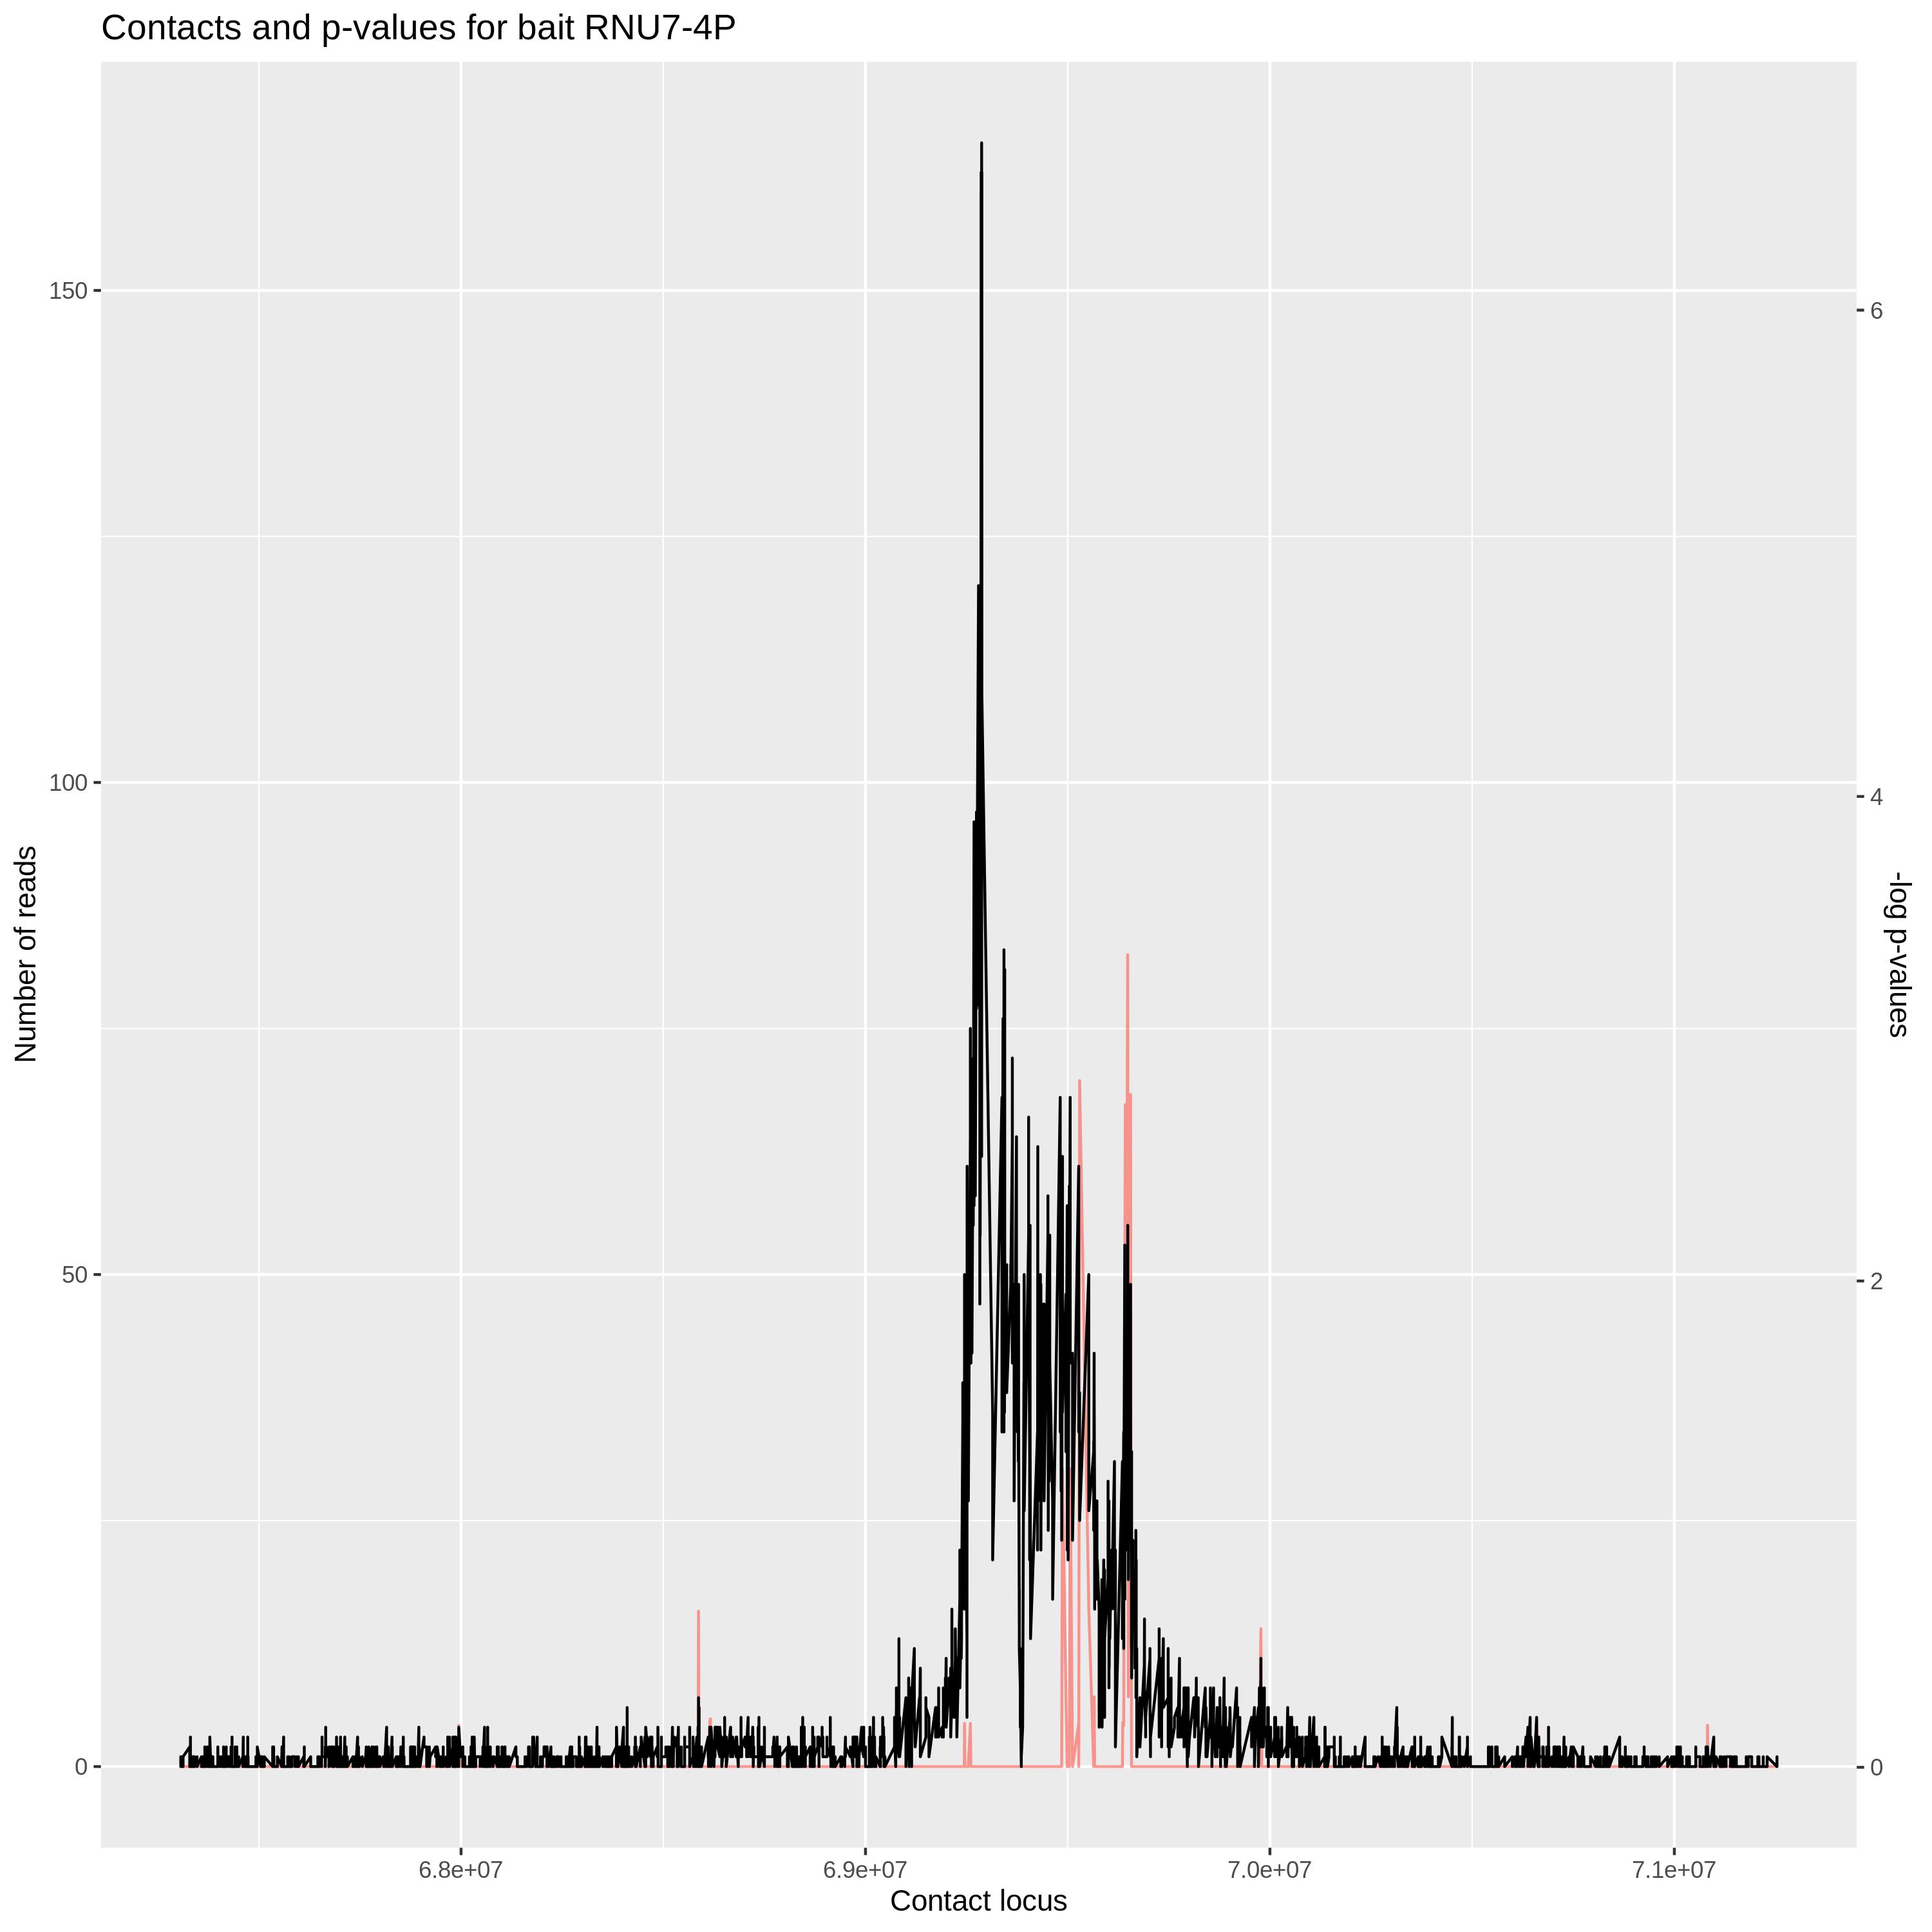 Contacts and p-values for bait RNU7-4P
150
100
50
0
Number of reads
6
4
2
0
-log p-values
6.8e+07
6.9e+07
7.0e+07
7.1e+07
Contact locus